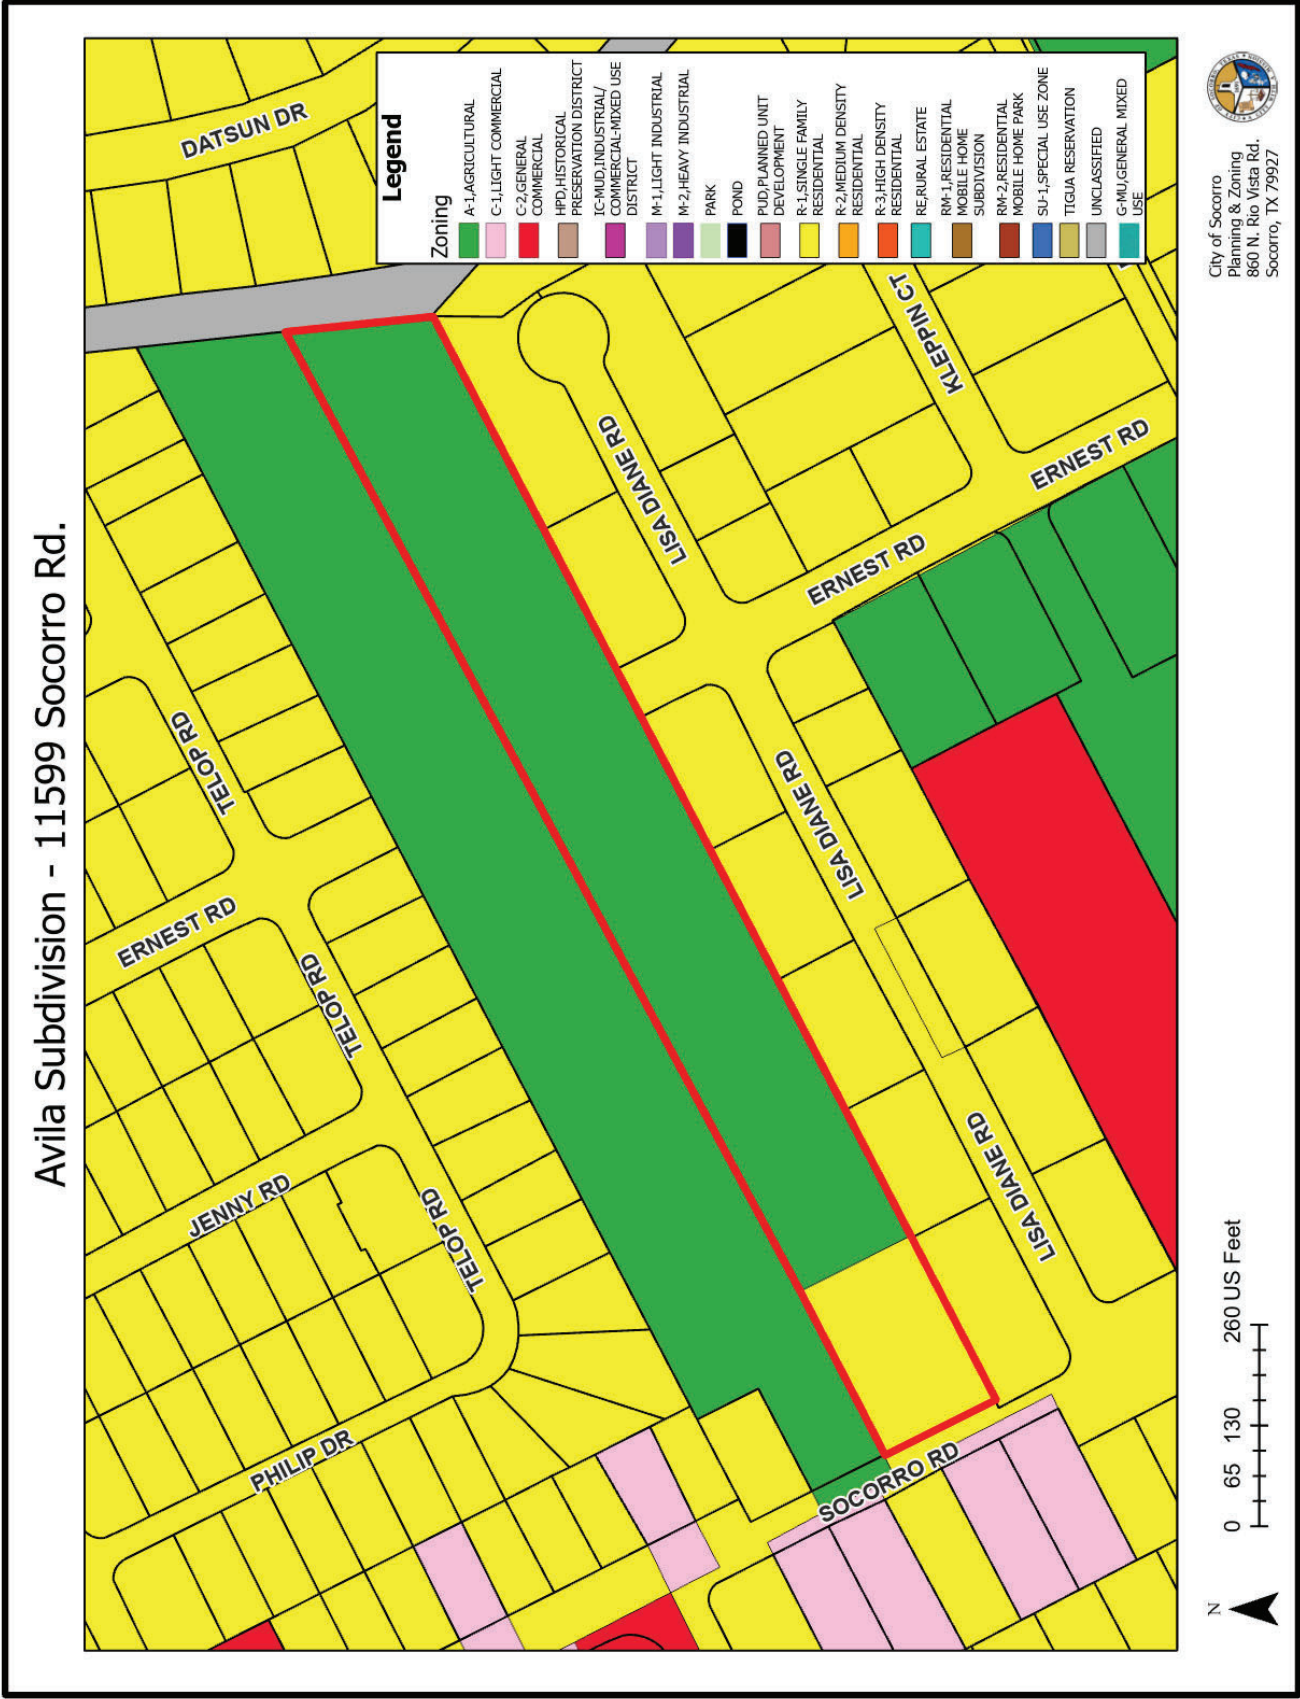 Avila Subdivision - 11599 Socorro Rd.
DATSUN DR
TELOP RD
ERNEST RD
TELOP RD
JENNY RD
TELOP RD
PHILIP DR
SOCORRO RD
LISA DIANE RD
LISA DIANE RD
LISA DIANE RD
ERNEST RD
ERNEST RD
KLEPPIN CT
Legend
Zoning
A-1,AGRICULTURAL
C-1,LIGHT COMMERCIAL
C-2,GENERAL
COMMERCIAL
HPD,HISTORICAL
PRESERVATION DISTRICT
IC-MUD,INDUSTRIAL/
COMMERCIAL-MIXED USE
DISTRICT
M-1,LIGHT INDUSTRIAL
M-2,HEAVY INDUSTRIAL
PARK
POND
PUD,PLANNED UNIT
DEVELOPMENT
R-1,SINGLE FAMILY
RESIDENTIAL
R-2,MEDIUM DENSITY
RESIDENTIAL
R-3,HIGH DENSITY
RESIDENTIAL
RE,RURAL ESTATE
RM-1,RESIDENTIAL
MOBILE HOME
SUBDIVISION
RM-2,RESIDENTIAL
MOBILE HOME PARK
SU-1,SPECIAL USE ZONE
TIGUA RESERVATION
UNCLASSIFIED
G-MU,GENERAL MIXED
USE
N
0 65 130 260 US Feet
City of Socorro
Planning & Zoning
860 N. Rio Vista Rd.
Socorro, TX 79927